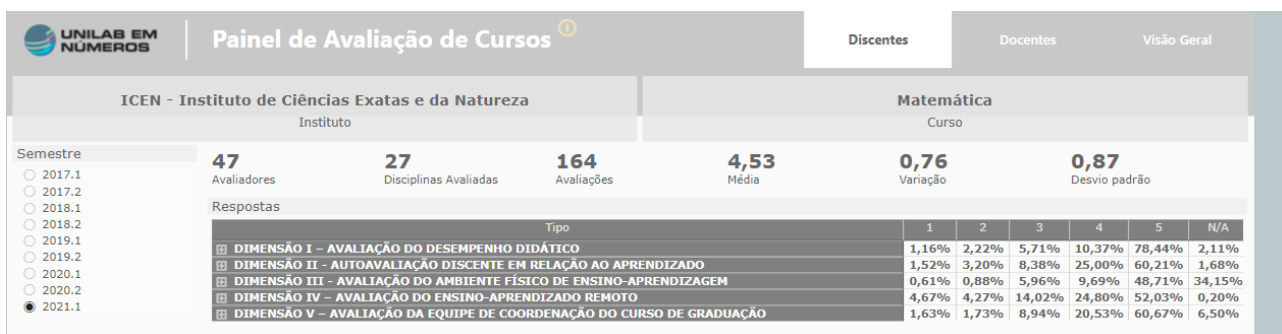 UNILAB EM
NÚMEROS
Painel de Avaliação de Cursos
Discentes Docentes Visão Geral
ICEN - Instituto de Ciências Exatas e da Natureza
Instituto
Matemática
Curso
Semestre
2017.1
2017.2
2018.1
2018.2
2019.1
2019.2
2020.1
2020.2
2021.1
47
Avaliadores
27
Disciplinas Avaliadas
164
Avaliações
4,53
Média
0,76
Variação
0,87
Desvio padrão
Respostas
Tipo 1 2 3 4 5 N/A
DIMENSÃO I – AVALIAÇÃO DO DESEMPENHO DIDÁTICO 1,16% 2,22% 5,71% 10,37% 78,44% 2,11%
DIMENSÃO II - AUTOAVALIAÇÃO DISCENTE EM RELAÇÃO AO APRENDIZADO 1,52% 3,20% 8,38% 25,00% 60,21% 1,68%
DIMENSÃO III - AVALIAÇÃO DO AMBIENTE FÍSICO DE ENSINO-APRENDIZAGEM 0,61% 0,88% 5,96% 9,69% 48,71% 34,15%
DIMENSÃO IV – AVALIAÇÃO DO ENSINO-APRENDIZADO REMOTO 4,67% 4,27% 14,02% 24,80% 52,03% 0,20%
DIMENSÃO V – AVALIAÇÃO DA EQUIPE DE COORDENAÇÃO DO CURSO DE GRADUAÇÃO 1,63% 1,73% 8,94% 20,53% 60,67% 6,50%